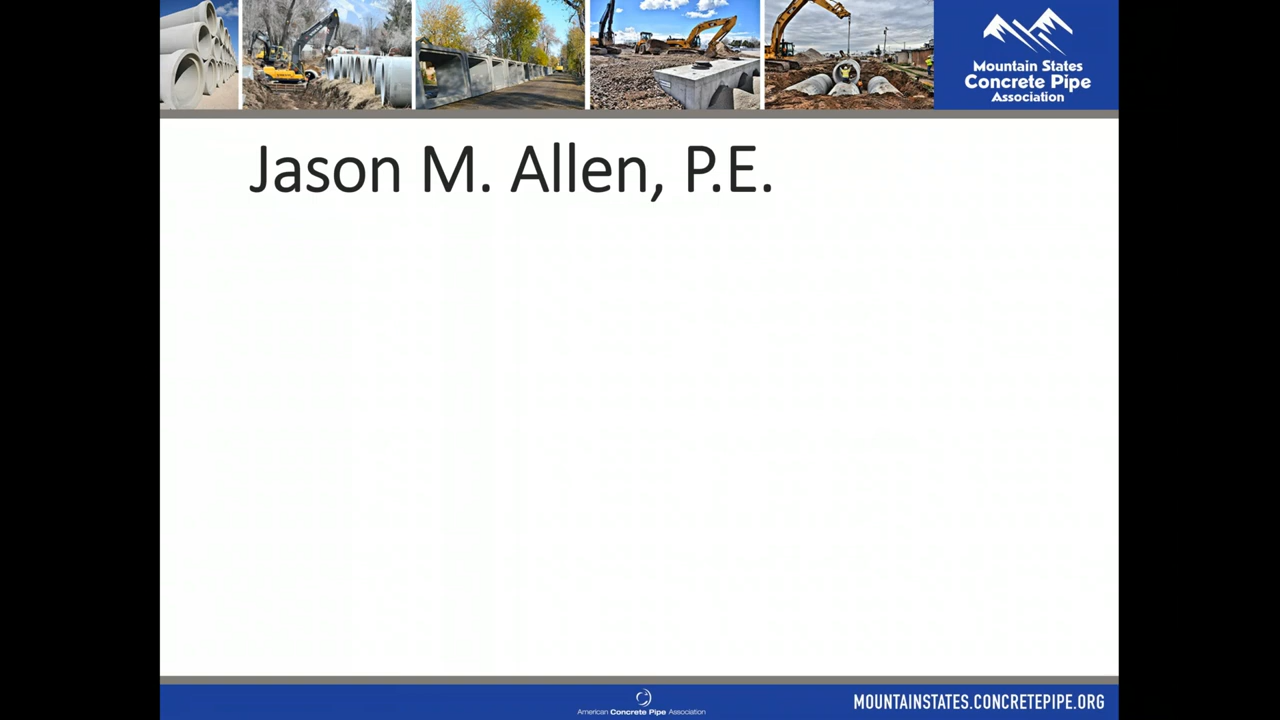 Mountain States
Concrete Pipe
Association
Jason M. Allen, P.E.
American Concrete Pipe Association
MOUNTAINSTATES.CONCRETEPIPE.ORG